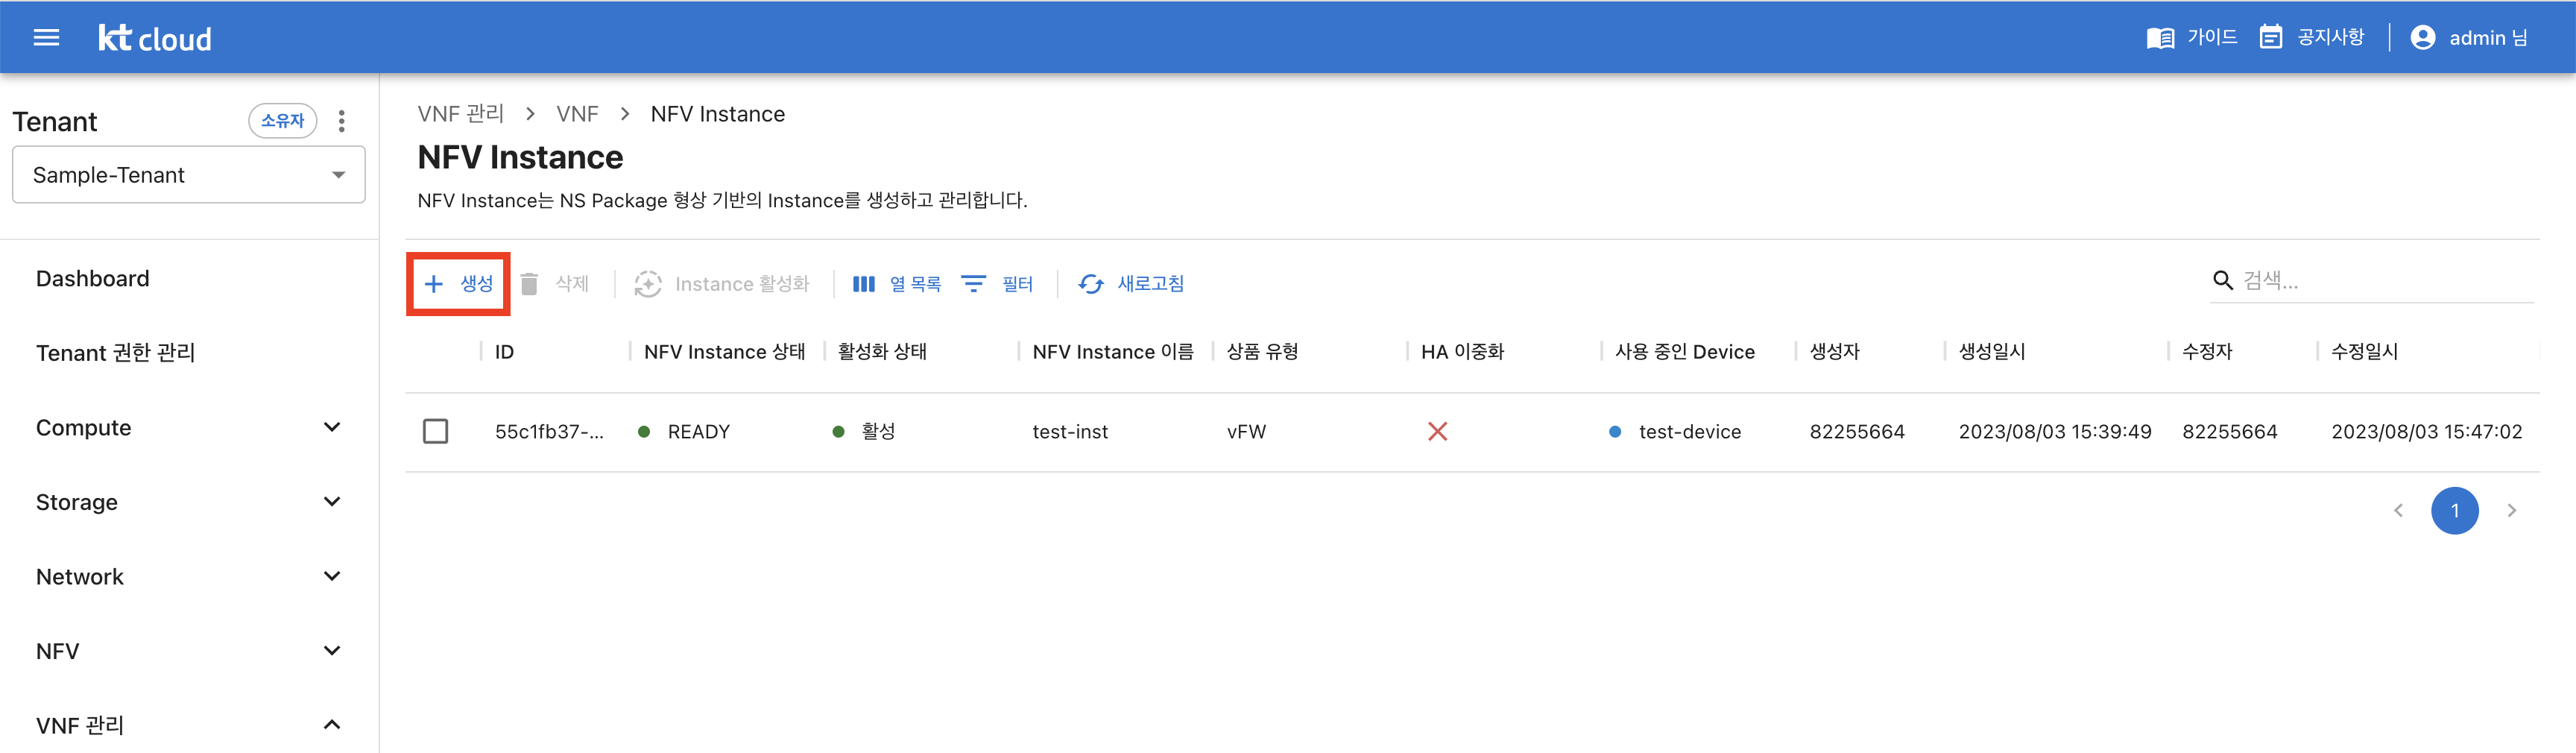 kt cloud
가이드 공지사항 admin 님
Tenant 소유자
Sample-Tenant
Dashboard
Tenant 권한 관리
Compute
Storage
Network
NFV
VNF 관리
VNF 관리 > VNF > NFV Instance
NFV Instance
NFV Instance는 NS Package 형상 기반의 Instance를 생성하고 관리합니다.
+ 생성 삭제 Instance 활성화 열 목록 필터 새로고침 검색...
ID NFV Instance 상태 활성화 상태 NFV Instance 이름 상품 유형 HA 이중화 사용 중인 Device 생성자 생성일시 수정자 수정일시
55c1fb37-... READY 활성 test-inst vFW test-device 82255664 2023/08/03 15:39:49 82255664 2023/08/03 15:47:02
< 1 >